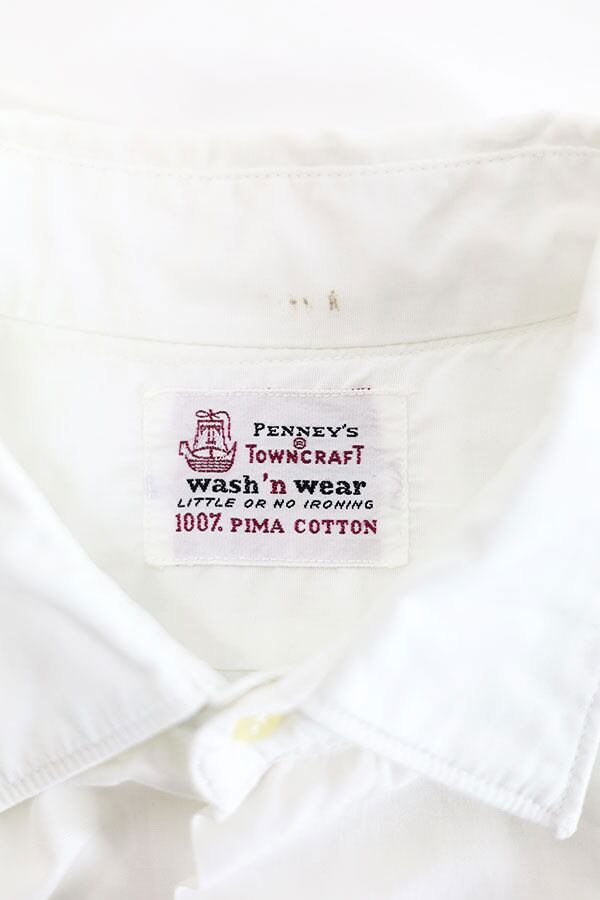 PENNEY'S
®
TOWNCRAFT
wash'n wear
LITTLE OR NO IRONING
100% PIMA COTTON